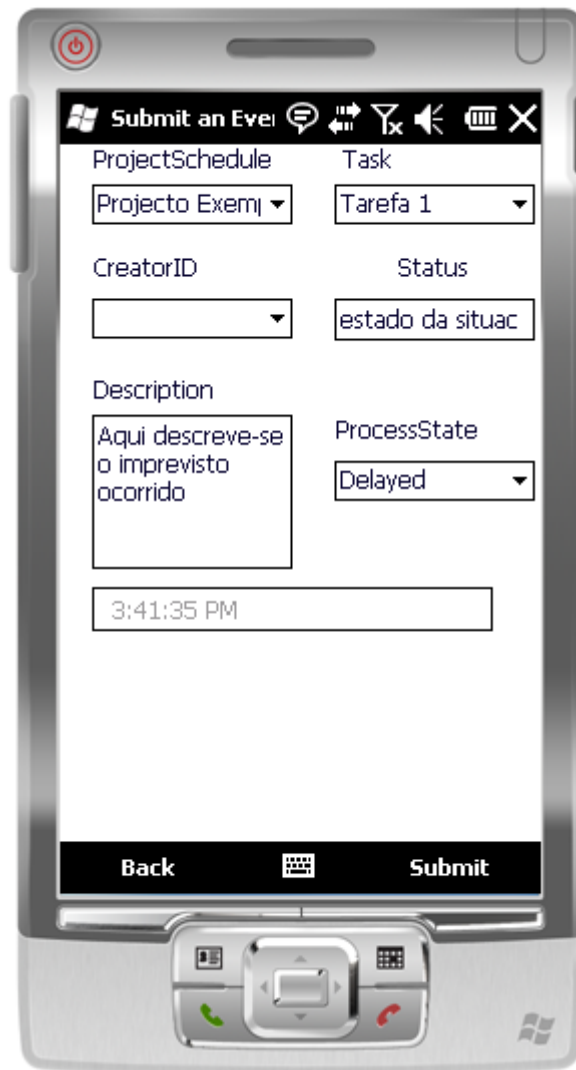 Submit an Eve
ProjectSchedule
Task
Projecto Exem
Tarefa 1
CreatorID
Status
estado da situac
Description
Aqui descreve-se
o imprevisto
ocorrido
ProcessState
Delayed
3:41:35 PM
Back
Submit